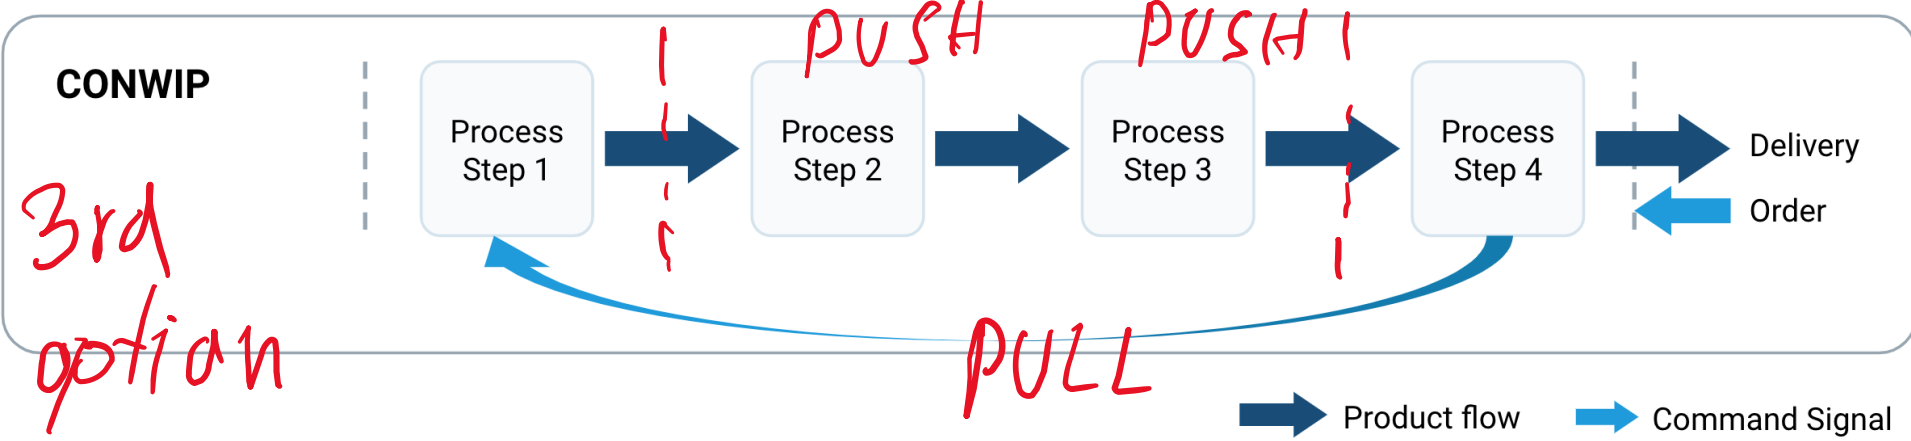 PUSH
PUSH
CONWIP
Process
Step 1
Process
Step 2
Process
Step 3
Process
Step 4
Delivery
Order
3rd
option
PULL
Product flow
Command Signal